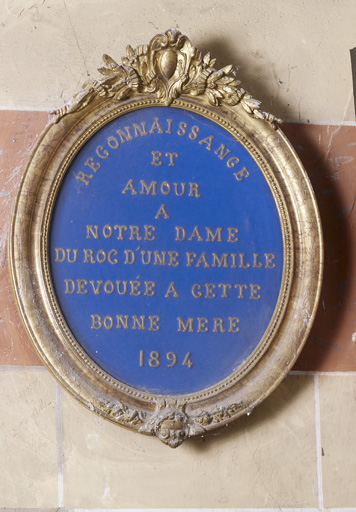 RECONNAISSANCE
ET
AMOUR
A
NOTRE DAME
DU ROC D'UNE FAMILLE
DEVOUÉE A CETTE
BONNE MERE
1894